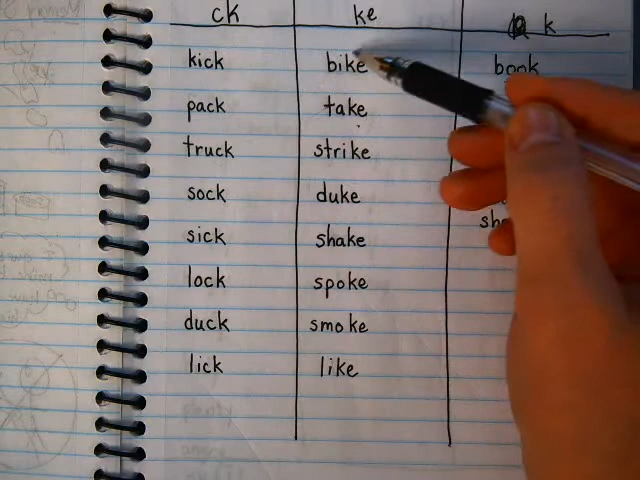 ck ke k
kick bike book
pack take
truck strike
sock duke
sick shake
lock spoke
duck smoke
lick like